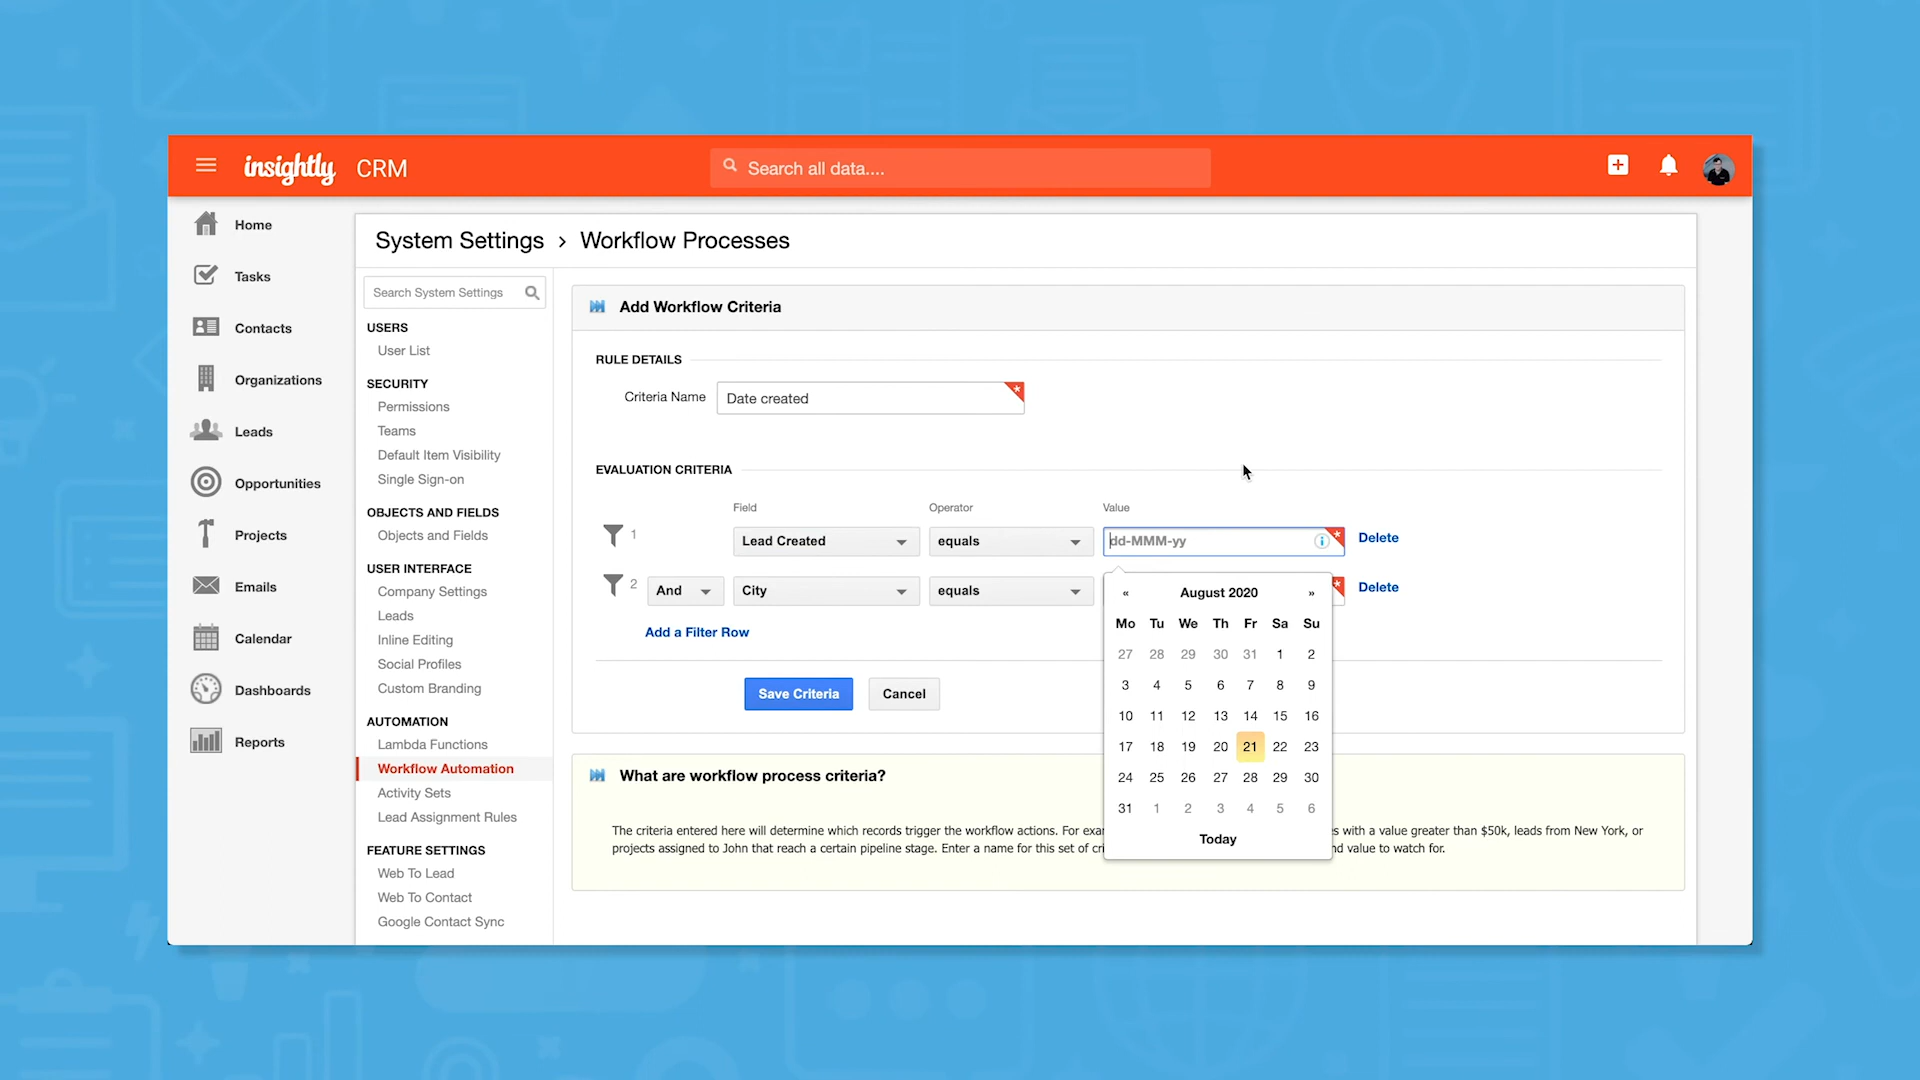 insightly CRM
Search all data....
Home
Tasks
Contacts
Organizations
Leads
Opportunities
Projects
Emails
Calendar
Dashboards
Reports
System Settings > Workflow Processes
Search System Settings
USERS
User List
SECURITY
Permissions
Teams
Default Item Visibility
Single Sign-on
OBJECTS AND FIELDS
Objects and Fields
USER INTERFACE
Company Settings
Leads
Inline Editing
Social Profiles
Custom Branding
AUTOMATION
Lambda Functions
Workflow Automation
Activity Sets
Lead Assignment Rules
FEATURE SETTINGS
Web To Lead
Web To Contact
Google Contact Sync
Add Workflow Criteria
RULE DETAILS
Criteria Name Date created
EVALUATION CRITERIA
Field Operator Value
1 Lead Created equals dd-MMM-yy Delete
2 And City equals Delete
Add a Filter Row
Save Criteria Cancel
« August 2020 »
Mo Tu We Th Fr Sa Su
27 28 29 30 31 1 2
3 4 5 6 7 8 9
10 11 12 13 14 15 16
17 18 19 20 21 22 23
24 25 26 27 28 29 30
31 1 2 3 4 5 6
Today
What are workflow process criteria?
The criteria entered here will determine which records trigger the workflow actions. For with a value greater than $50k, leads from New York, or
projects assigned to John that reach a certain pipeline stage. Enter a name for this set of value to watch for.